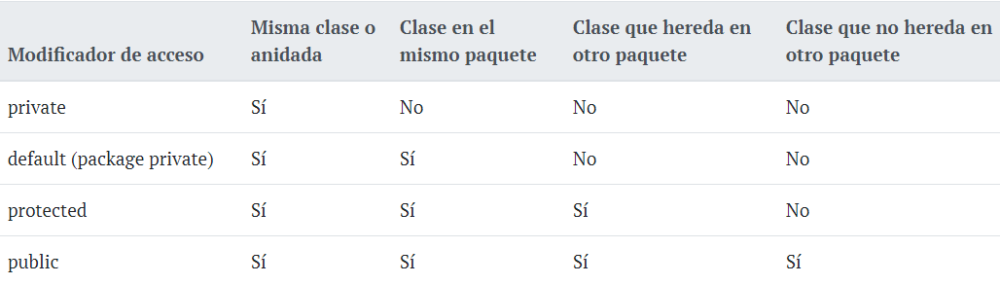 Modificador de acceso Misma clase o anidada Clase en el mismo paquete Clase que hereda en otro paquete Clase que no hereda en otro paquete
private Sí No No No
default (package private) Sí Sí No No
protected Sí Sí Sí No
public Sí Sí Sí Sí